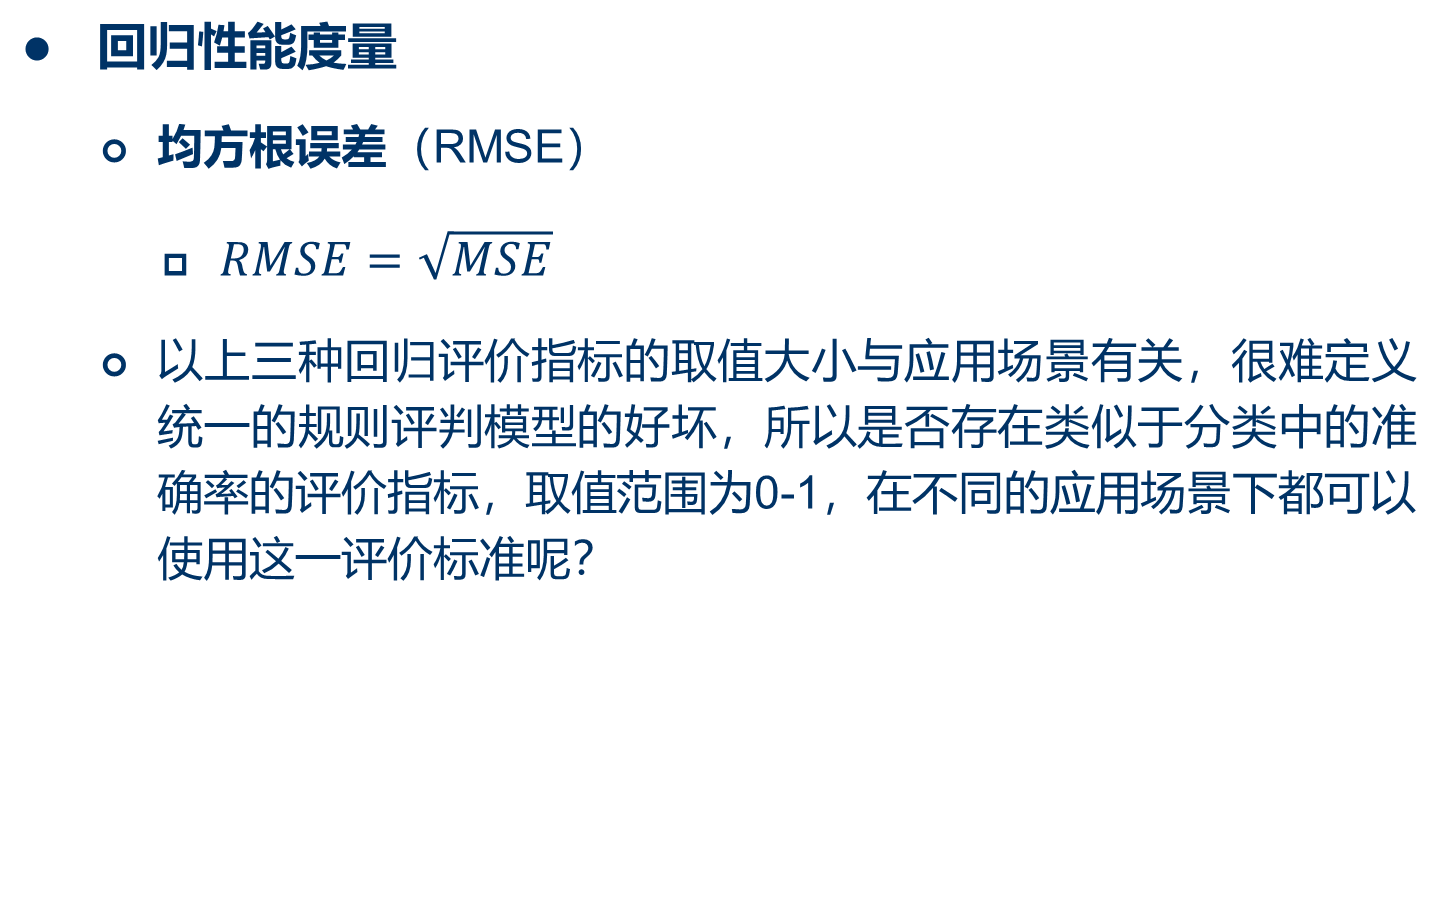 ● 回归性能度量
○ 均方根误差（RMSE）
□ RMSE = √MSE
○ 以上三种回归评价指标的取值大小与应用场景有关，很难定义
统一的规则评判模型的好坏，所以是否存在类似于分类中的准
确率的评价指标，取值范围为0-1，在不同的应用场景下都可以
使用这一评价标准呢？